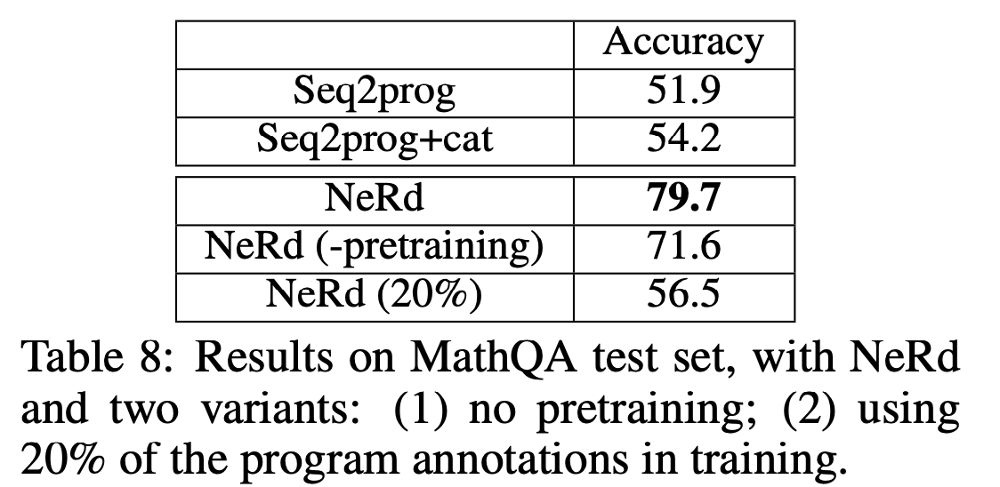 Accuracy
Seq2prog 51.9
Seq2prog+cat 54.2
NeRd 79.7
NeRd (-pretraining) 71.6
NeRd (20%) 56.5
Table 8: Results on MathQA test set, with NeRd
and two variants: (1) no pretraining; (2) using
20% of the program annotations in training.